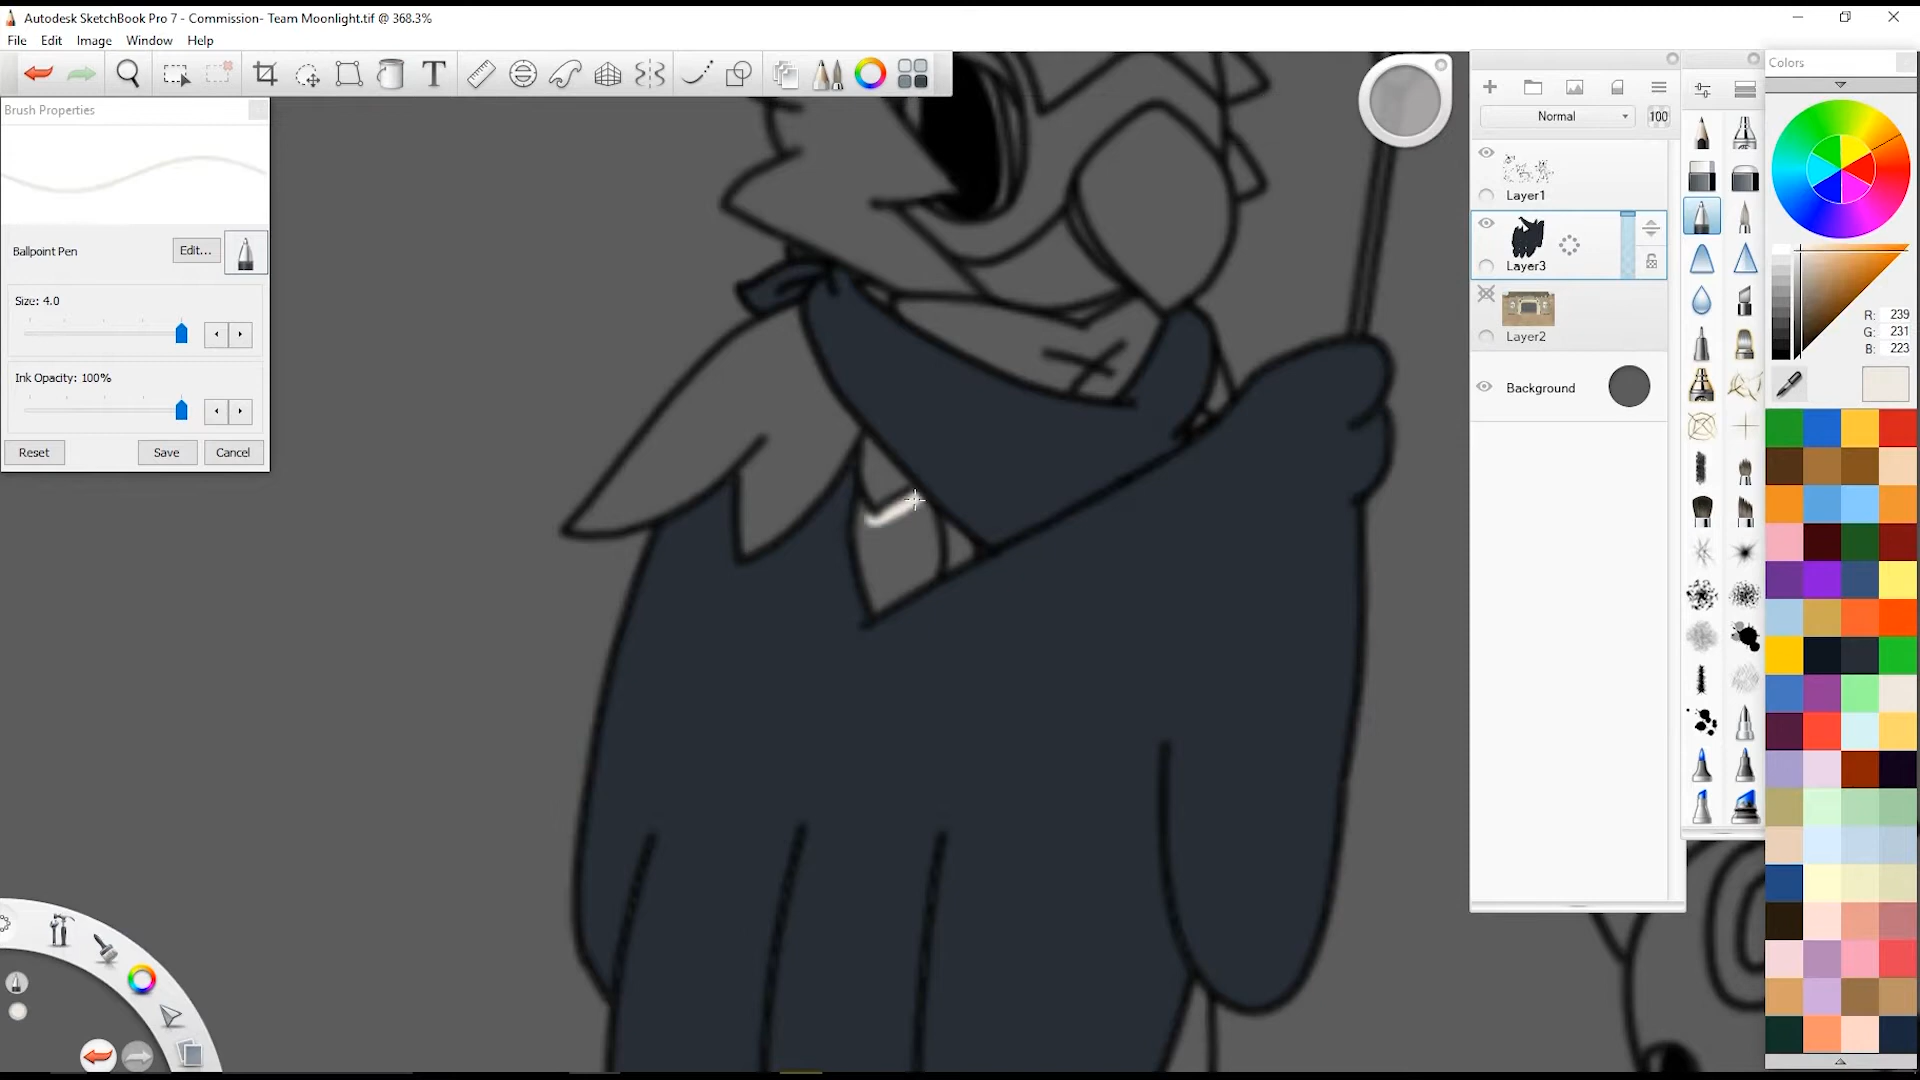 Autodesk SketchBook Pro 7 - Commission- Team Moonlight.tif @ 368.3%
File Edit Image Window Help
Brush Properties
Ballpoint Pen
Edit...
Size: 4.0
Ink Opacity: 100%
Reset Save Cancel
Normal 100
Layer1
Layer3
Layer2
Background
Colors
R: 239
G: 231
B: 223